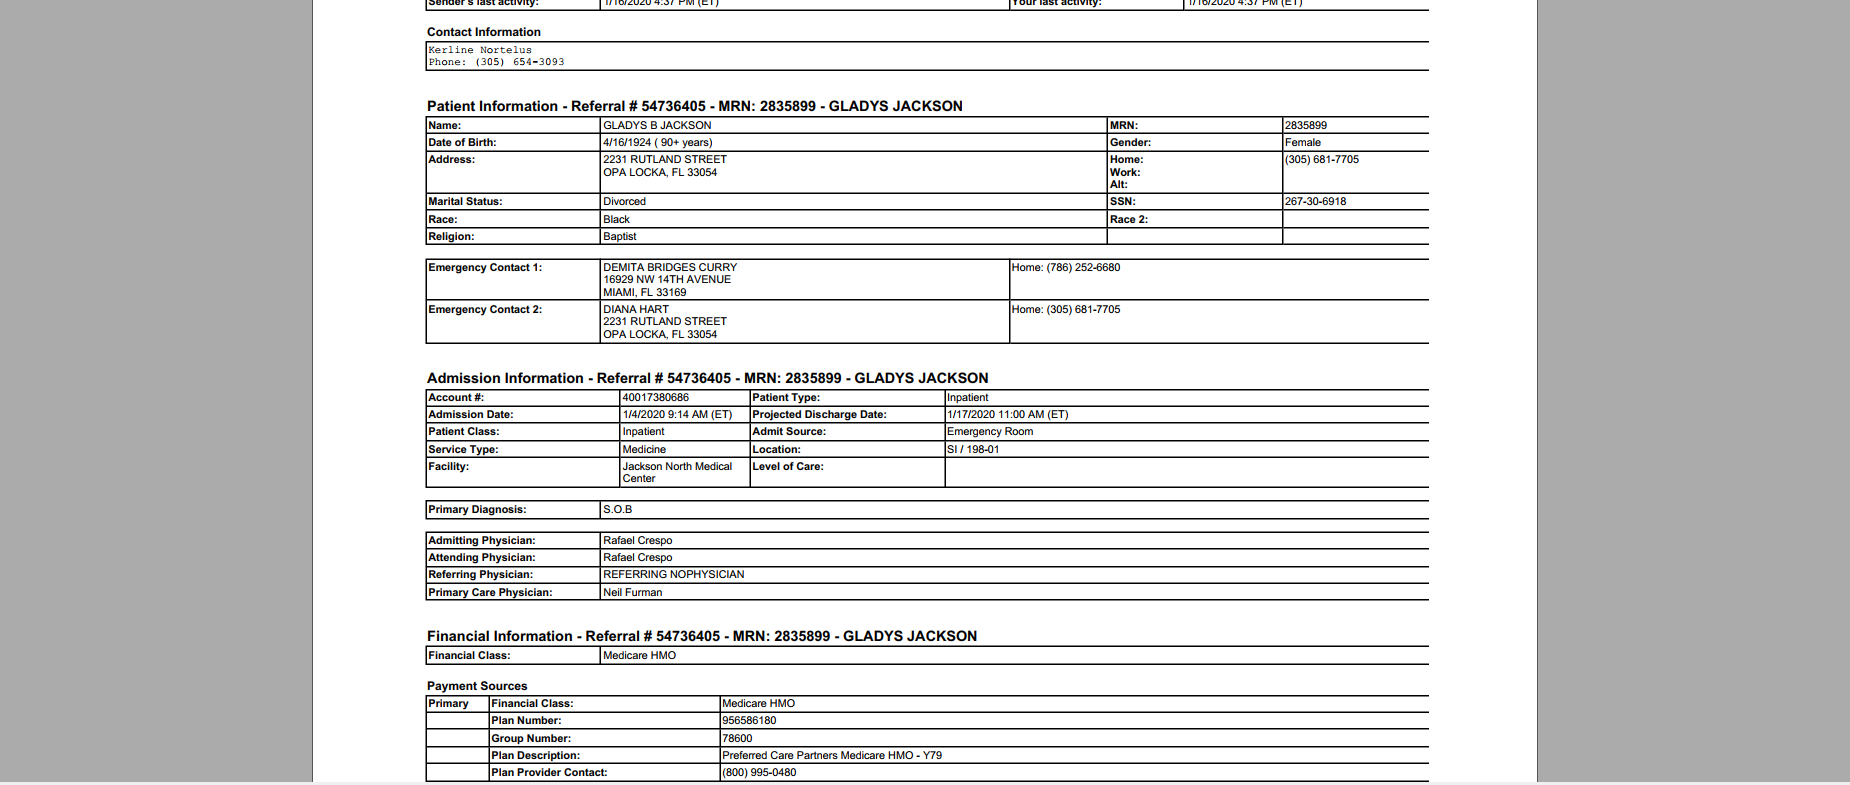 Sender's last activity: 1/16/2020 4:37 PM (ET) Your last activity: 1/16/2020 4:37 PM (ET)
Contact Information
Kerline Nortelus
Phone: (305) 654-3093
Patient Information - Referral # 54736405 - MRN: 2835899 - GLADYS JACKSON
Name: GLADYS B JACKSON MRN: 2835899
Date of Birth: 4/16/1924 ( 90+ years) Gender: Female
Address: 2231 RUTLAND STREET Home: (305) 681-7705
OPA LOCKA, FL 33054 Work:
Alt:
Marital Status: Divorced SSN: 267-30-6918
Race: Black Race 2:
Religion: Baptist
Emergency Contact 1: DEMITA BRIDGES CURRY Home: (786) 252-6680
16929 NW 14TH AVENUE
MIAMI, FL 33169
Emergency Contact 2: DIANA HART Home: (305) 681-7705
2231 RUTLAND STREET
OPA LOCKA, FL 33054
Admission Information - Referral # 54736405 - MRN: 2835899 - GLADYS JACKSON
Account #: 40017380686 Patient Type: Inpatient
Admission Date: 1/4/2020 9:14 AM (ET) Projected Discharge Date: 1/17/2020 11:00 AM (ET)
Patient Class: Inpatient Admit Source: Emergency Room
Service Type: Medicine Location: SI / 198-01
Facility: Jackson North Medical Level of Care:
Center
Primary Diagnosis: S.O.B
Admitting Physician: Rafael Crespo
Attending Physician: Rafael Crespo
Referring Physician: REFERRING NOPHYSICIAN
Primary Care Physician: Neil Furman
Financial Information - Referral # 54736405 - MRN: 2835899 - GLADYS JACKSON
Financial Class: Medicare HMO
Payment Sources
Primary Financial Class: Medicare HMO
Plan Number: 956586180
Group Number: 78600
Plan Description: Preferred Care Partners Medicare HMO - Y79
Plan Provider Contact: (800) 995-0480